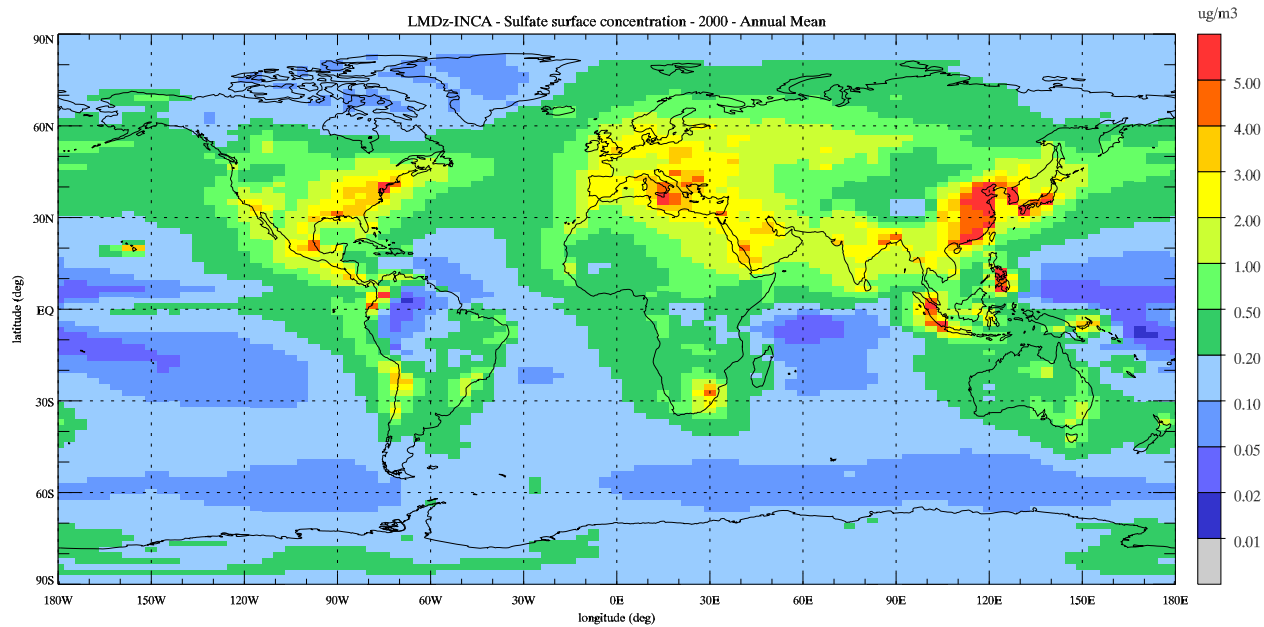 LMDz-INCA - Sulfate surface concentration - 2000 - Annual Mean
ug/m3
90N
60N
30N
EQ
30S
60S
90S
latitude (deg)
180W 150W 120W 90W 60W 30W 0E 30E 60E 90E 120E 150E 180E
longitude (deg)
5.00
4.00
3.00
2.00
1.00
0.50
0.20
0.10
0.05
0.02
0.01